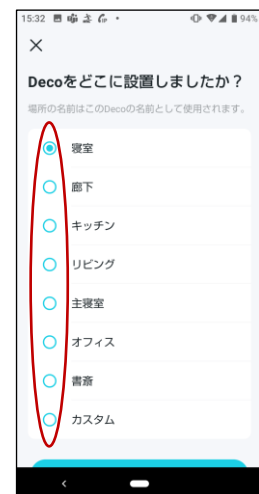 15:32 94%
Decoをどこに設置しましたか？
場所の名前はこのDecoの名前として使用されます。
寝室
廊下
キッチン
リビング
主寝室
オフィス
書斎
カスタム